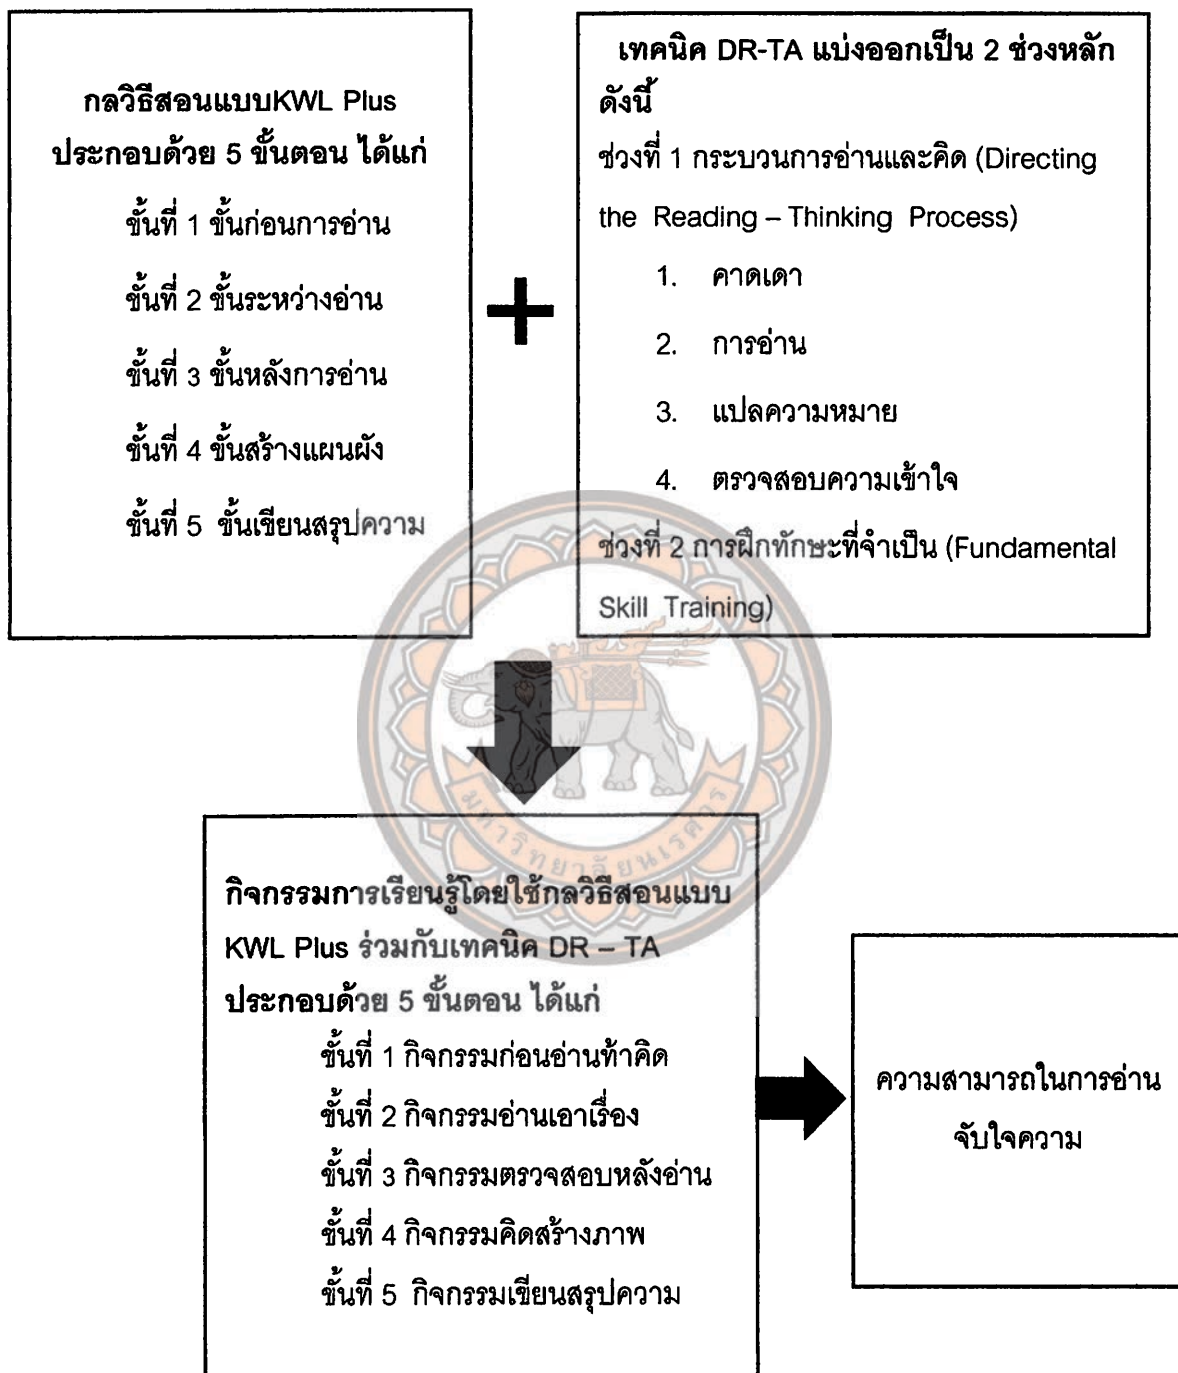 กลวิธีสอนแบบKWL Plus
ประกอบด้วย 5 ขั้นตอน ได้แก่
ขั้นที่ 1 ขั้นก่อนการอ่าน
ขั้นที่ 2 ขั้นระหว่างอ่าน
ขั้นที่ 3 ขั้นหลังการอ่าน
ขั้นที่ 4 ขั้นสร้างแผนผัง
ขั้นที่ 5 ขั้นเขียนสรุปความ
เทคนิค DR-TA แบ่งออกเป็น 2 ช่วงหลัก
ดังนี้
ช่วงที่ 1 กระบวนการอ่านและคิด (Directing
the Reading – Thinking Process)
1. คาดเดา
2. การอ่าน
3. แปลความหมาย
4. ตรวจสอบความเข้าใจ
ช่วงที่ 2 การฝึกทักษะที่จำเป็น (Fundamental
Skill Training)
มหาวิทยาลัยนเรศวร
กิจกรรมการเรียนรู้โดยใช้กลวิธีสอนแบบ
KWL Plus ร่วมกับเทคนิค DR – TA
ประกอบด้วย 5 ขั้นตอน ได้แก่
ขั้นที่ 1 กิจกรรมก่อนอ่านท้าคิด
ขั้นที่ 2 กิจกรรมอ่านเอาเรื่อง
ขั้นที่ 3 กิจกรรมตรวจสอบหลังอ่าน
ขั้นที่ 4 กิจกรรมคิดสร้างภาพ
ขั้นที่ 5 กิจกรรมเขียนสรุปความ
ความสามารถในการอ่าน
จับใจความ